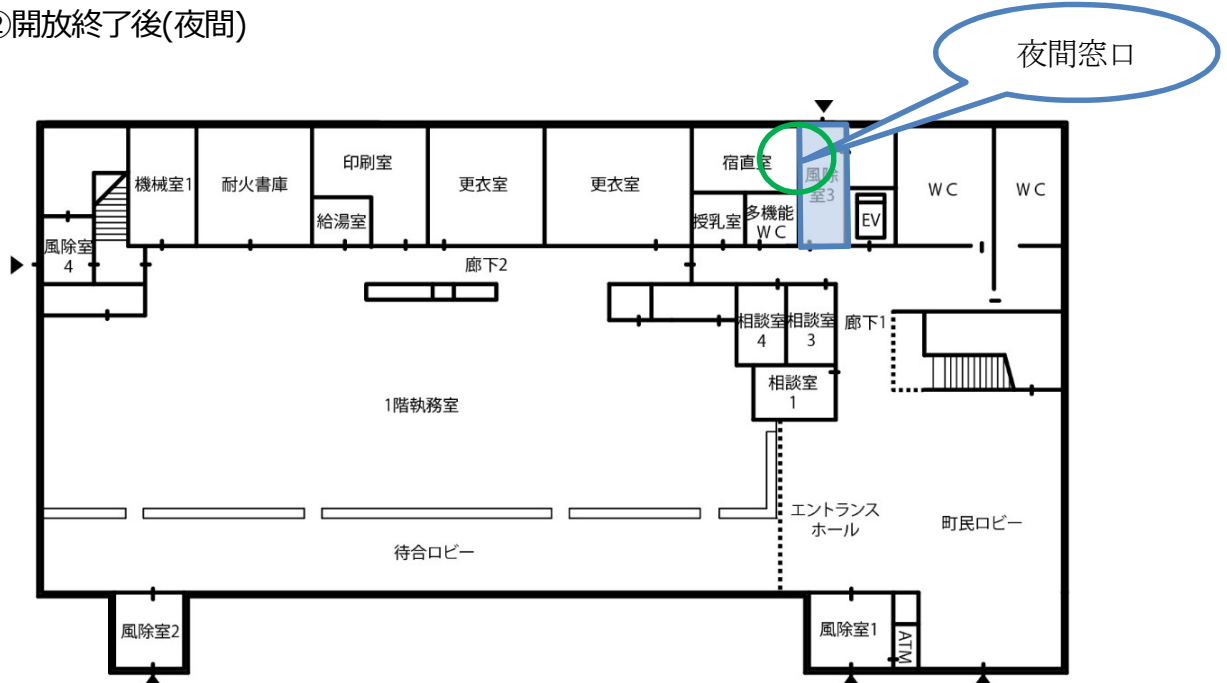 ②開放終了後(夜間)
夜間窓口
機械室1
耐火書庫
印刷室
給湯室
更衣室
更衣室
宿直室
授乳室
多機能
WC
風除
室3
EV
WC
WC
風除室
4
廊下2
相談室
4
相談室
3
廊下1
相談室
1
1階執務室
エントランス
ホール
町民ロビー
待合ロビー
風除室2
風除室1
ATM